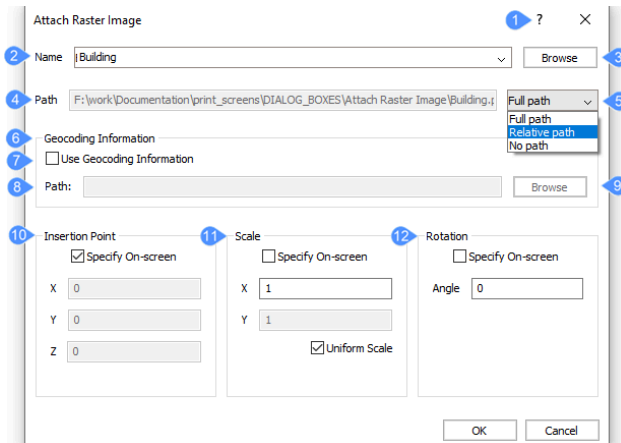 Attach Raster Image 1 ?
2 Name Building Browse 3
4 Path F:\work\Documentation\print_screens\DIALOG_BOXES\Attach Raster Image\Building.p Full path 5
Full path
Relative path
No path
6 Geocoding Information
7 Use Geocoding Information
8 Path: Browse 9
10 Insertion Point 11 Scale 12 Rotation
Specify On-screen Specify On-screen Specify On-screen
X 0 X 1 Angle 0
Y 0 Y 1
Z 0 Uniform Scale
OK Cancel